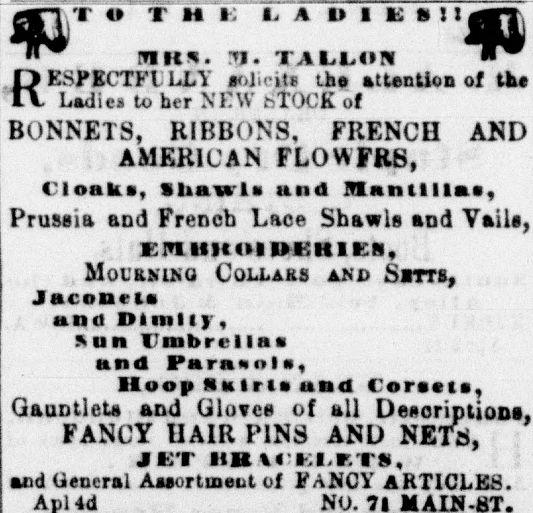 TO THE LADIES!!
MRS. M. TALLON
RESPECTFULLY solicits the attention of the
Ladies to her NEW STOCK of
BONNETS, RIBBONS, FRENCH AND
AMERICAN FLOWERS,
Cloaks, Shawls and Mantillas,
Prussia and French Lace Shawls and Vails,
EMBROIDERIES,
MOURNING COLLARS AND SETTS,
Jaconets
and Dimity,
Sun Umbrellas
and Parasols,
Hoop Skirts and Corsets,
Gauntlets and Gloves of all Descriptions,
FANCY HAIR PINS AND NETS,
JET BRACELETS,
and General Assortment of FANCY ARTICLES.
Apl 4d NO. 71 MAIN-ST.